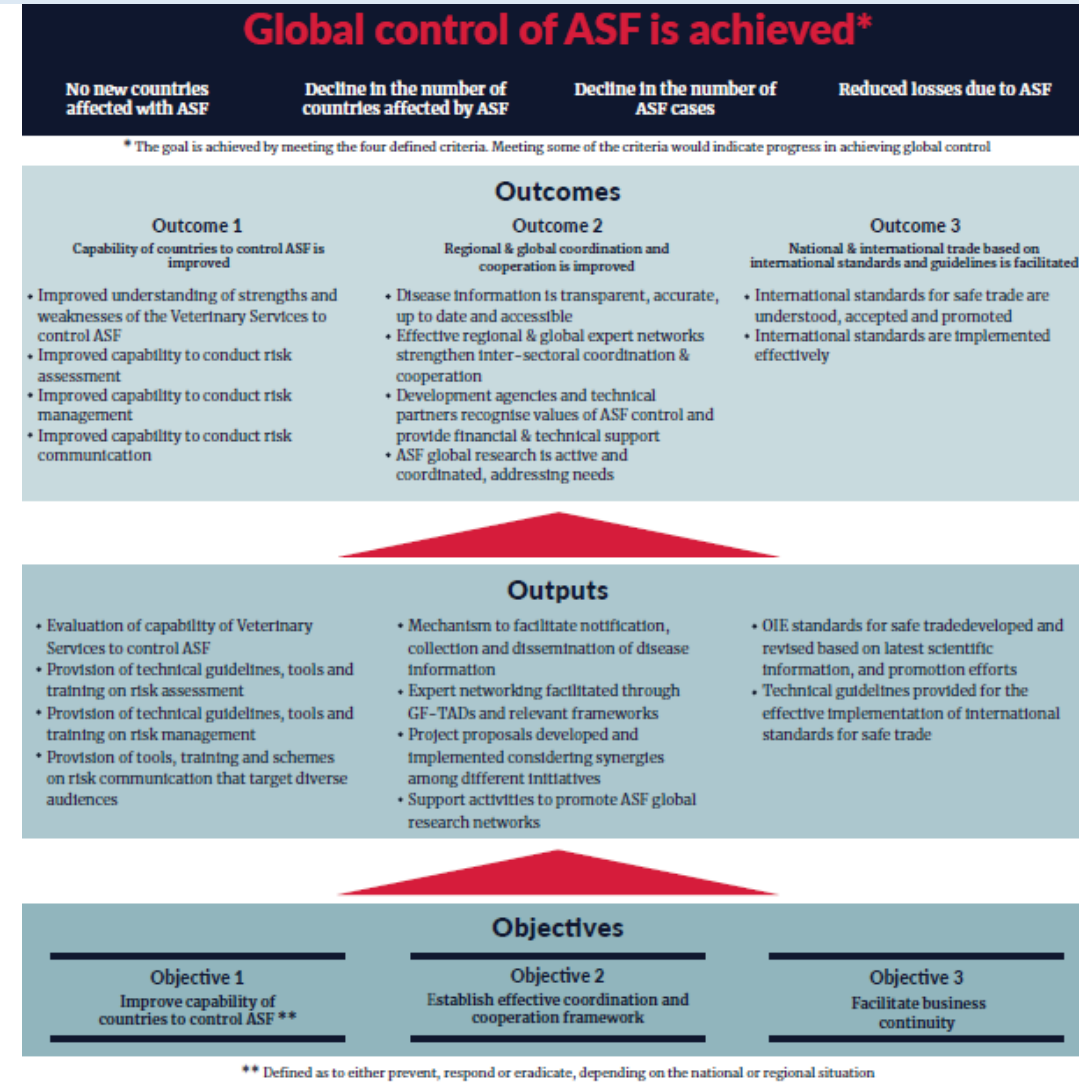 Global control of ASF is achieved*
No new countries
affected with ASF
Decline in the number of
countries affected by ASF
Decline in the number of
ASF cases
Reduced losses due to ASF
* The goal is achieved by meeting the four defined criteria. Meeting some of the criteria would indicate progress in achieving global control
Outcomes
Outcome 1
Capability of countries to control ASF is
improved
• Improved understanding of strengths and
weaknesses of the Veterinary Services to
control ASF
• Improved capability to conduct risk
assessment
• Improved capability to conduct risk
management
• Improved capability to conduct risk
communication
Outcome 2
Regional & global coordination and
cooperation is improved
• Disease information is transparent, accurate,
up to date and accessible
• Effective regional & global expert networks
strengthen inter-sectoral coordination &
cooperation
• Development agencies and technical
partners recognise values of ASF control and
provide financial & technical support
• ASF global research is active and
coordinated, addressing needs
Outcome 3
National & international trade based on
international standards and guidelines is facilitated
• International standards for safe trade are
understood, accepted and promoted
• International standards are implemented
effectively
Outputs
• Evaluation of capability of Veterinary
Services to control ASF
• Provision of technical guidelines, tools and
training on risk assessment
• Provision of technical guidelines, tools and
training on risk management
• Provision of tools, training and schemes
on risk communication that target diverse
audiences
• Mechanism to facilitate notification,
collection and dissemination of disease
information
• Expert networking facilitated through
GF-TADs and relevant frameworks
• Project proposals developed and
implemented considering synergies
among different initiatives
• Support activities to promote ASF global
research networks
• OIE standards for safe tradedeveloped and
revised based on latest scientific
information, and promotion efforts
• Technical guidelines provided for the
effective implementation of international
standards for safe trade
Objectives
Objective 1
Improve capability of
countries to control ASF **
Objective 2
Establish effective coordination and
cooperation framework
Objective 3
Facilitate business
continuity
** Defined as to either prevent, respond or eradicate, depending on the national or regional situation